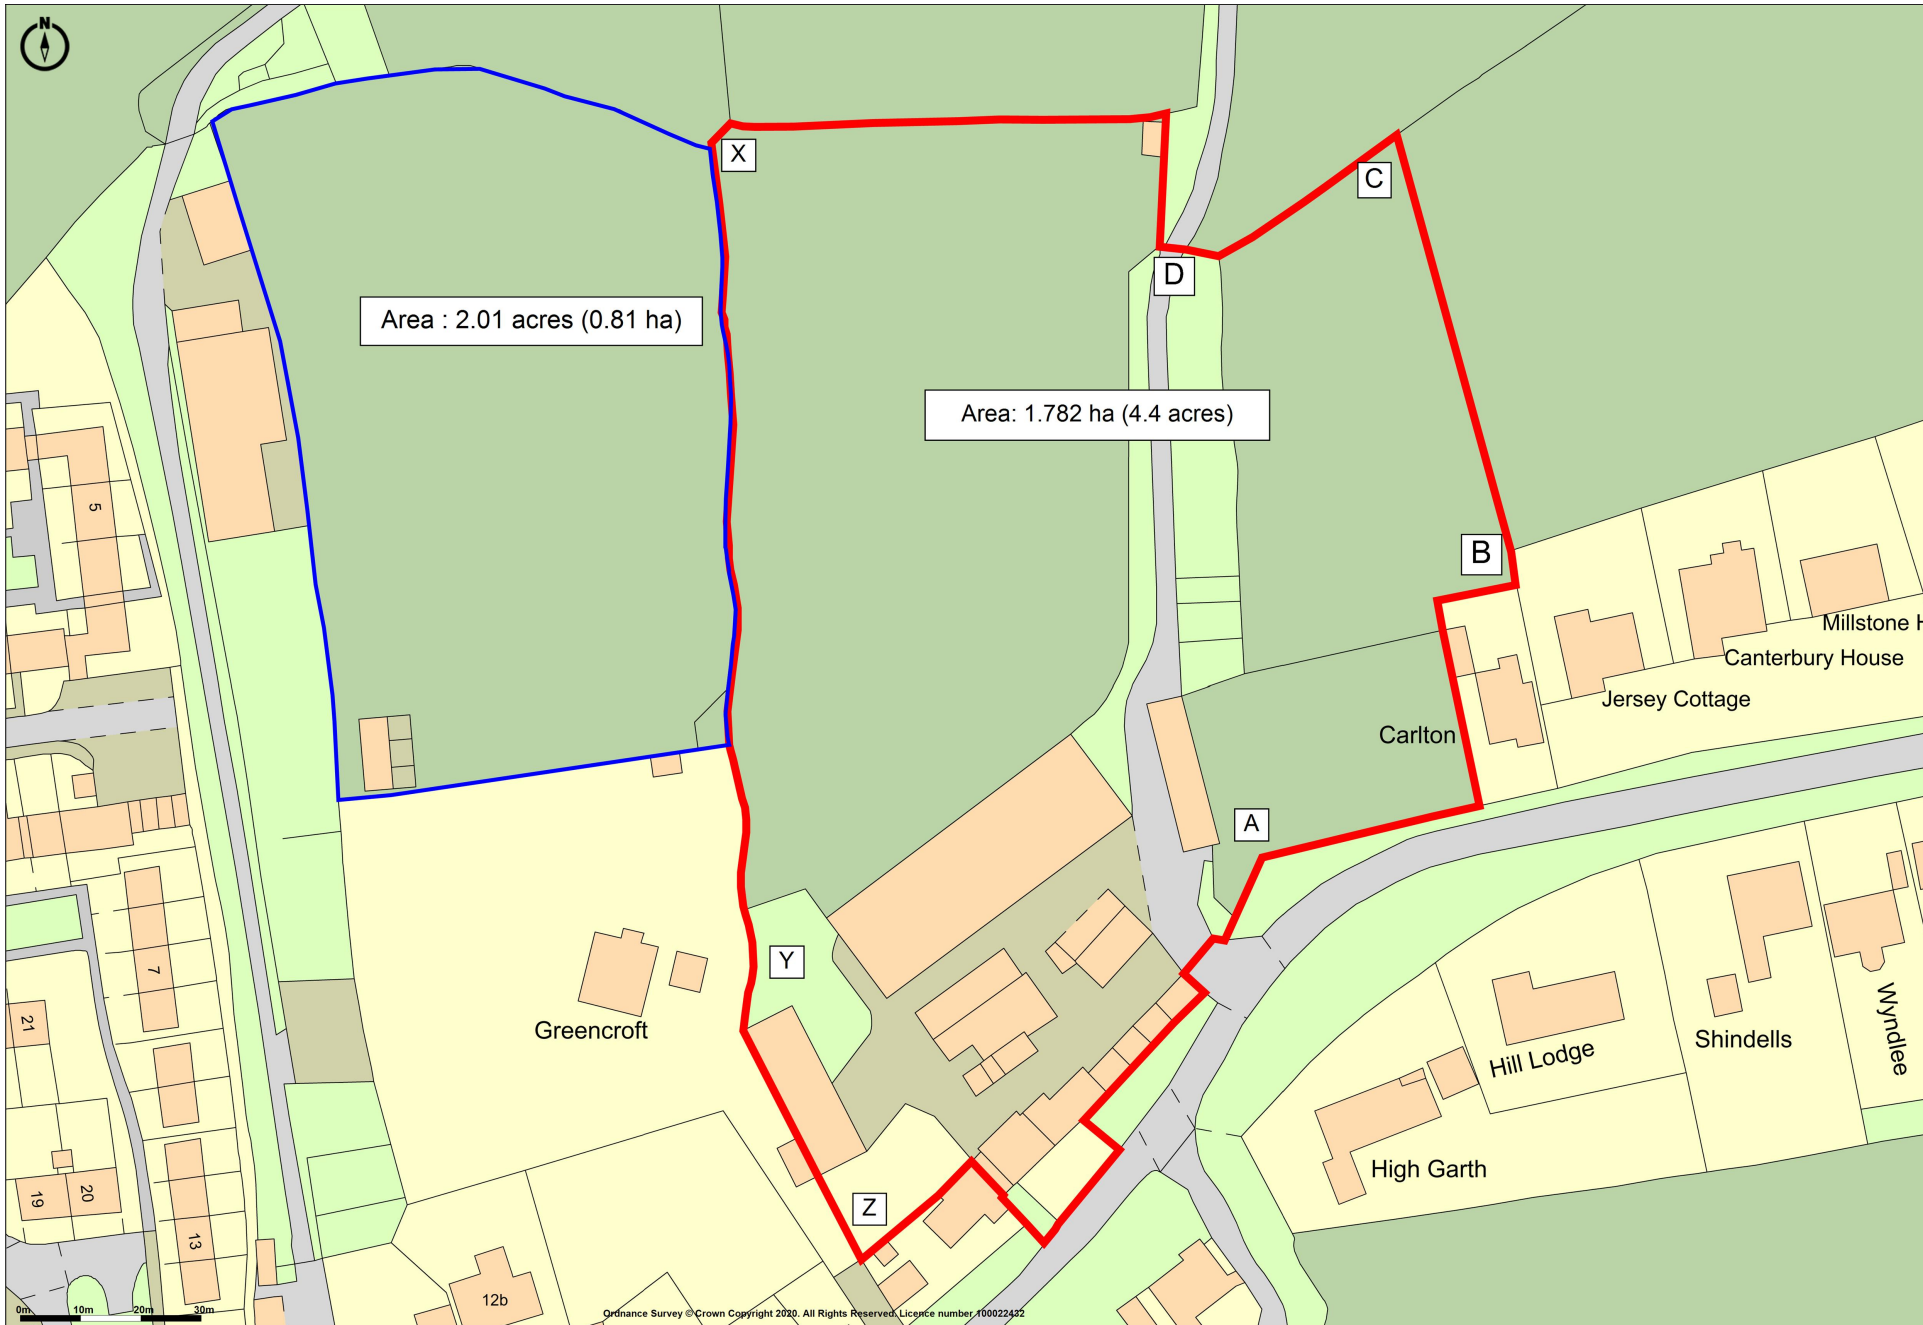 N
X
C
D
Area : 2.01 acres (0.81 ha)
Area: 1.782 ha (4.4 acres)
5
B
Millstone H
Canterbury House
Jersey Cottage
Carlton
A
7
Y
21
Greencroft
Hill Lodge
Shindells
Wyndlee
High Garth
19
20
Z
13
12b
0m 10m 20m 30m
Ordnance Survey © Crown Copyright 2020. All Rights Reserved. Licence number 100022432